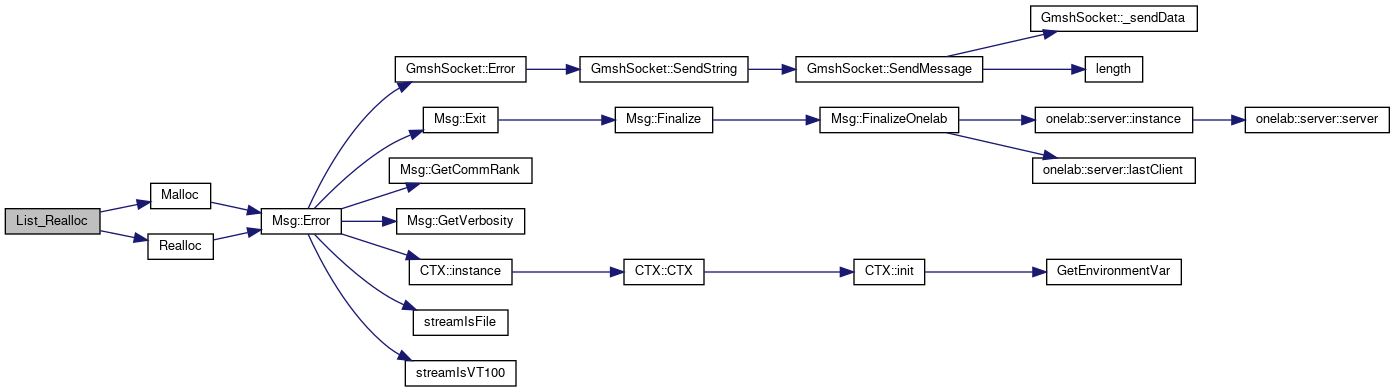 List_Realloc
Malloc
Realloc
Msg::Error
GmshSocket::Error
GmshSocket::SendString
GmshSocket::SendMessage
GmshSocket::_sendData
length
Msg::Exit
Msg::Finalize
Msg::FinalizeOnelab
onelab::server::instance
onelab::server::server
onelab::server::lastClient
Msg::GetCommRank
Msg::GetVerbosity
CTX::instance
CTX::CTX
CTX::init
GetEnvironmentVar
streamIsFile
streamIsVT100